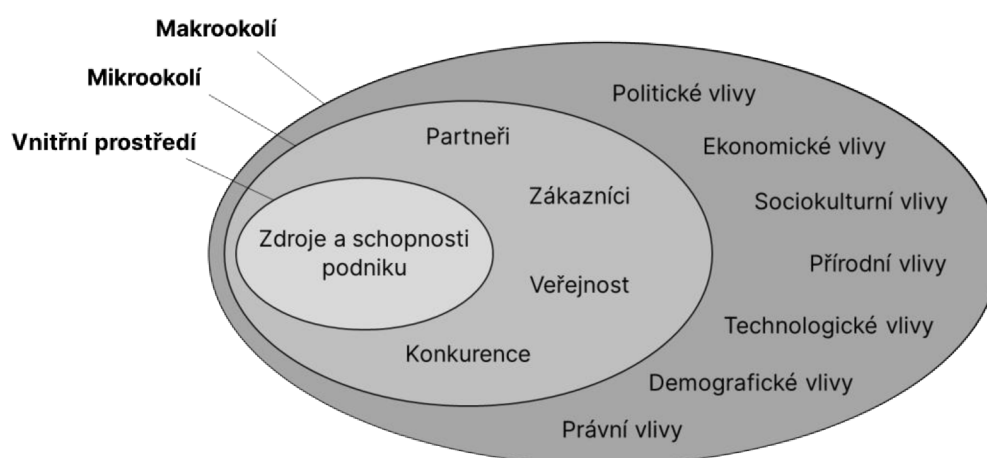 Makrookolí
Mikrookolí
Vnitřní prostředí
Politické vlivy
Partneři
Ekonomické vlivy
Zákazníci
Sociokulturní vlivy
Zdroje a schopnosti
podniku
Přírodní vlivy
Veřejnost
Technologické vlivy
Konkurence
Demografické vlivy
Právní vlivy